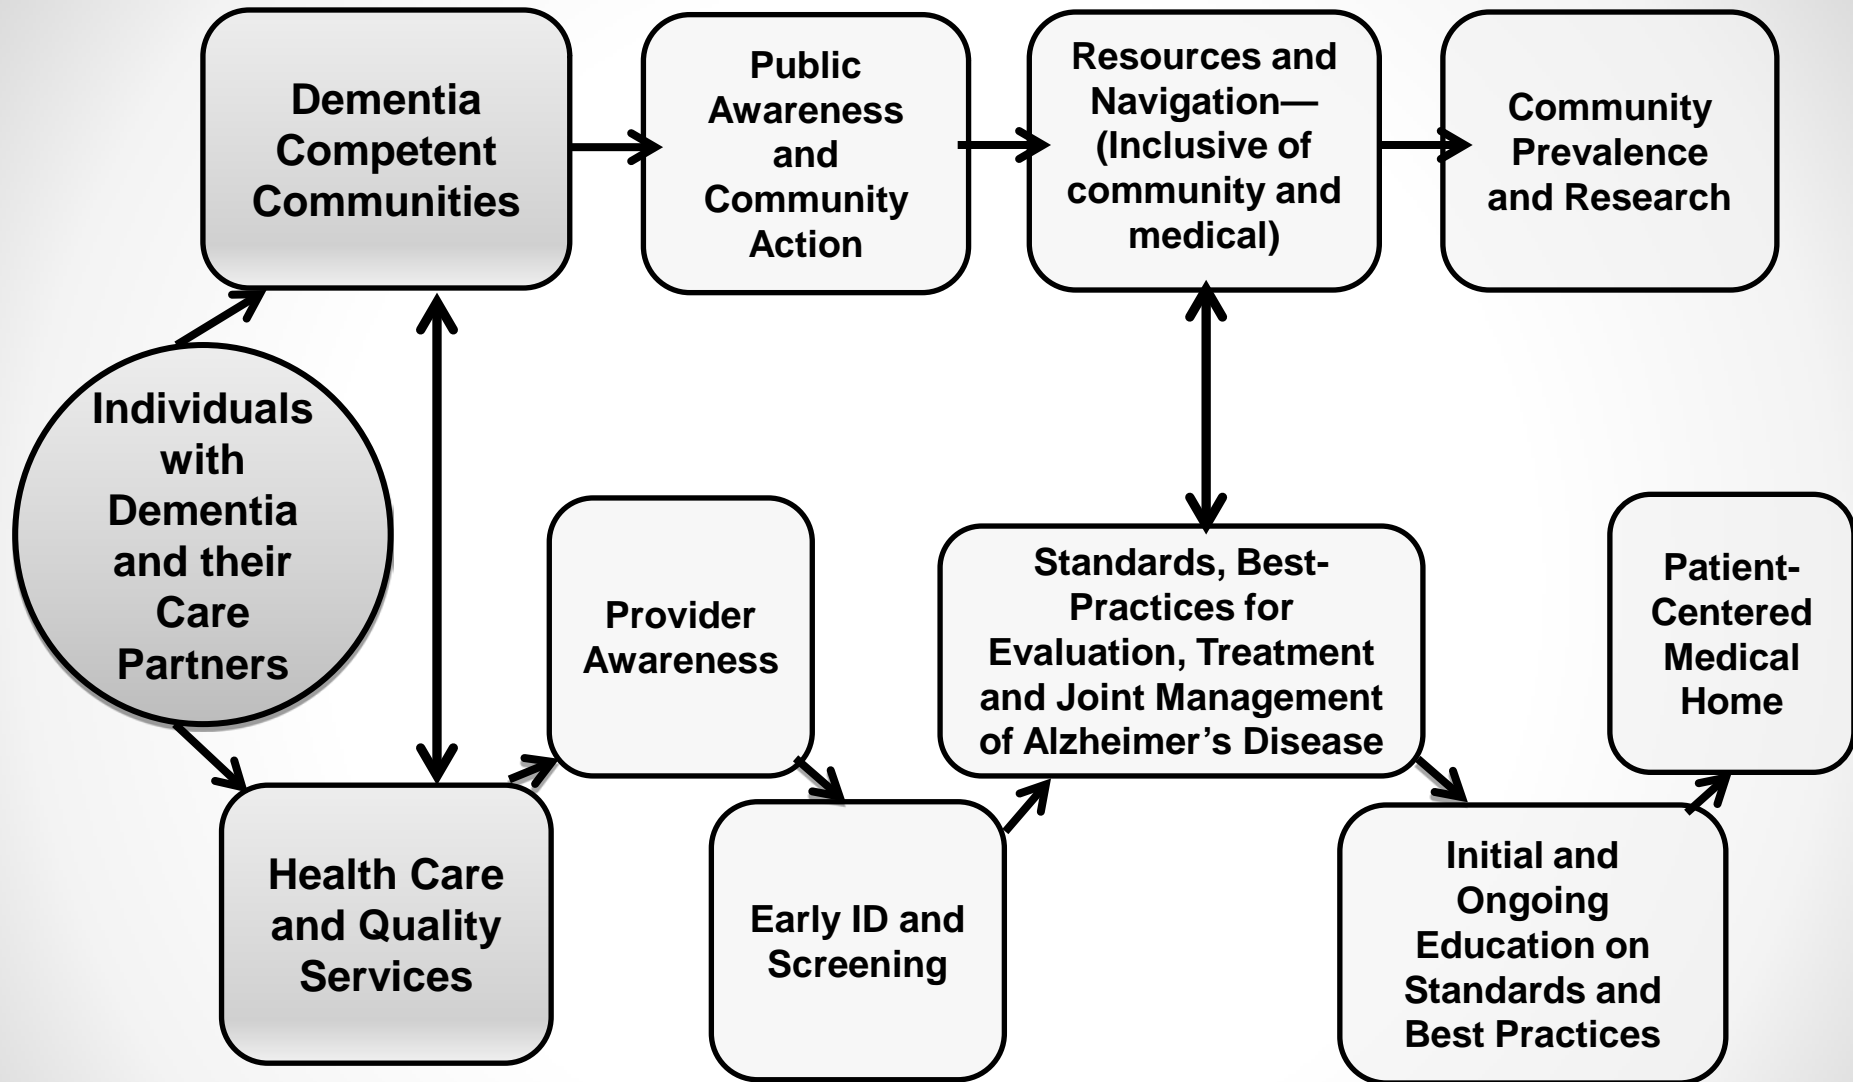 Dementia
Competent
Communities
Public
Awareness
and
Community
Action
Resources and
Navigation—
(Inclusive of
community and
medical)
Community
Prevalence
and Research
Individuals
with
Dementia
and their
Care
Partners
Provider
Awareness
Standards, Best-
Practices for
Evaluation, Treatment
and Joint Management
of Alzheimer’s Disease
Patient-
Centered
Medical
Home
Health Care
and Quality
Services
Early ID and
Screening
Initial and
Ongoing
Education on
Standards and
Best Practices